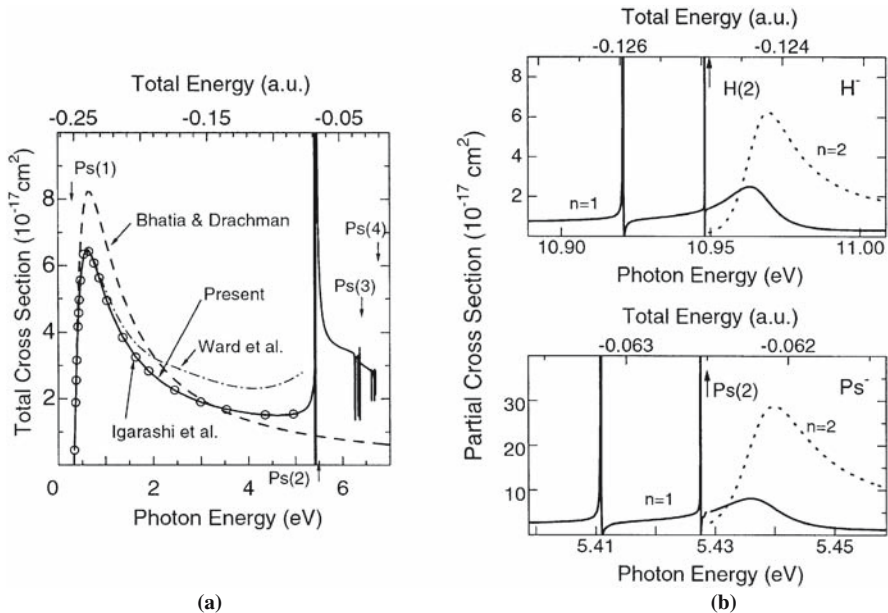 Total Energy (a.u.)
-0.25
-0.15
-0.05
Total Cross Section (10⁻¹⁷cm²)
8
6
4
2
Ps(1)
Bhatia & Drachman
Ps(4)
Ps(3)
Present
Ward et al.
Igarashi et al.
Ps(2)
0
2
4
6
Photon Energy (eV)
(a)
Total Energy (a.u.)
-0.126
-0.124
Partial Cross Section (10⁻¹⁷ cm²)
8
6
4
2
H(2)
H⁻
n=2
n=1
10.90
10.95
11.00
Photon Energy (eV)
Total Energy (a.u.)
-0.063
-0.062
30
20
10
Ps(2)
Ps⁻
n=2
n=1
5.41
5.43
5.45
Photon Energy (eV)
(b)